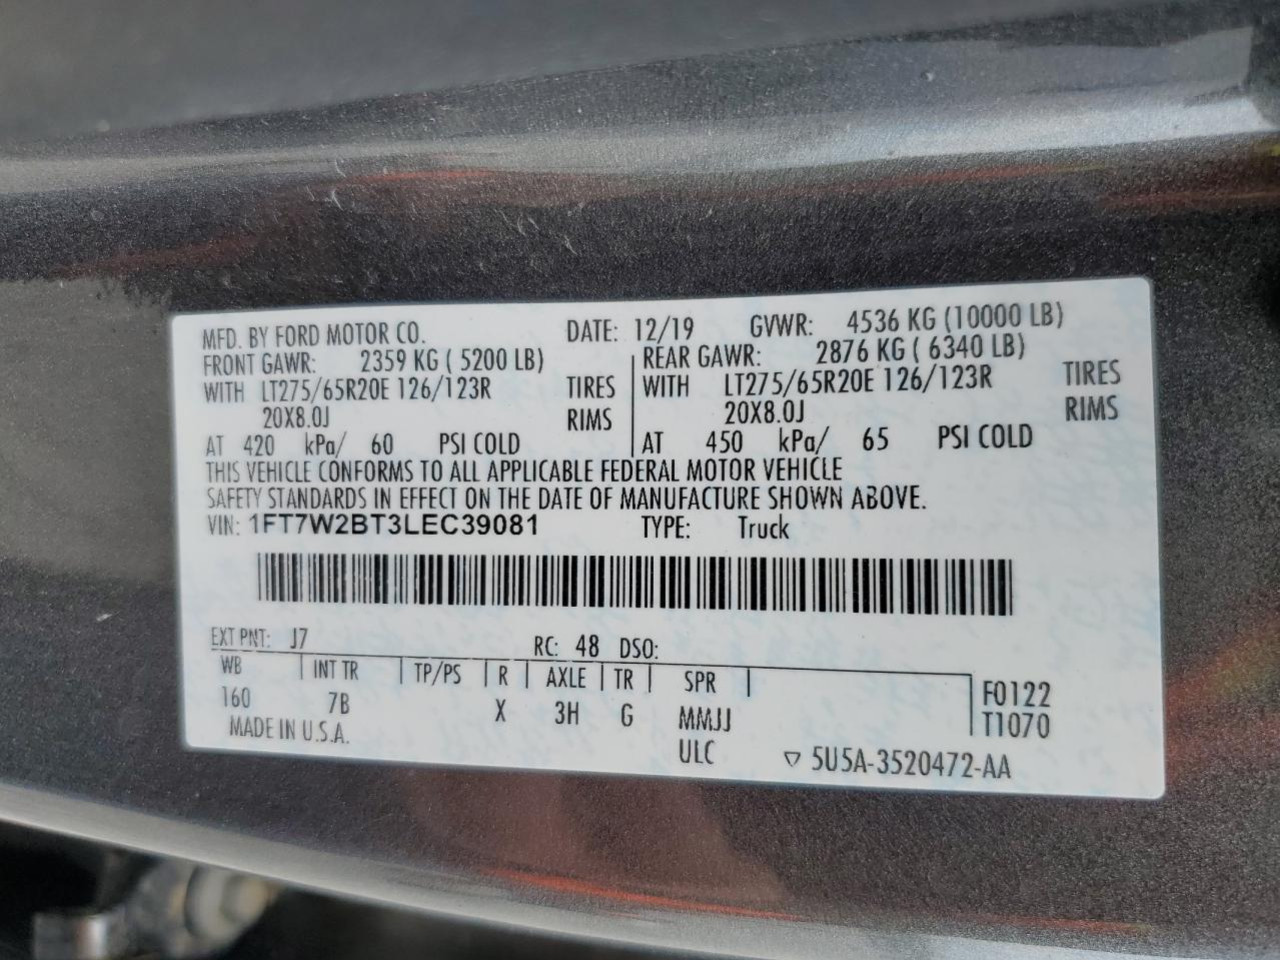 MFD. BY FORD MOTOR CO. DATE: 12/19 GVWR: 4536 KG (10000 LB)
FRONT GAWR: 2359 KG ( 5200 LB) REAR GAWR: 2876 KG ( 6340 LB)
WITH LT275/65R20E 126/123R TIRES WITH LT275/65R20E 126/123R TIRES
20X8.0J RIMS 20X8.0J RIMS
AT 420 kPa/ 60 PSI COLD AT 450 kPa/ 65 PSI COLD
THIS VEHICLE CONFORMS TO ALL APPLICABLE FEDERAL MOTOR VEHICLE
SAFETY STANDARDS IN EFFECT ON THE DATE OF MANUFACTURE SHOWN ABOVE.
VIN: 1FT7W2BT3LEC39081 TYPE: Truck
EXT PNT: J7 RC: 48 DSO:
WB INT TR TP/PS R AXLE TR SPR
160 7B X 3H G MMJJ F0122
MADE IN U.S.A. ULC T1070
▽ 5U5A-3520472-AA